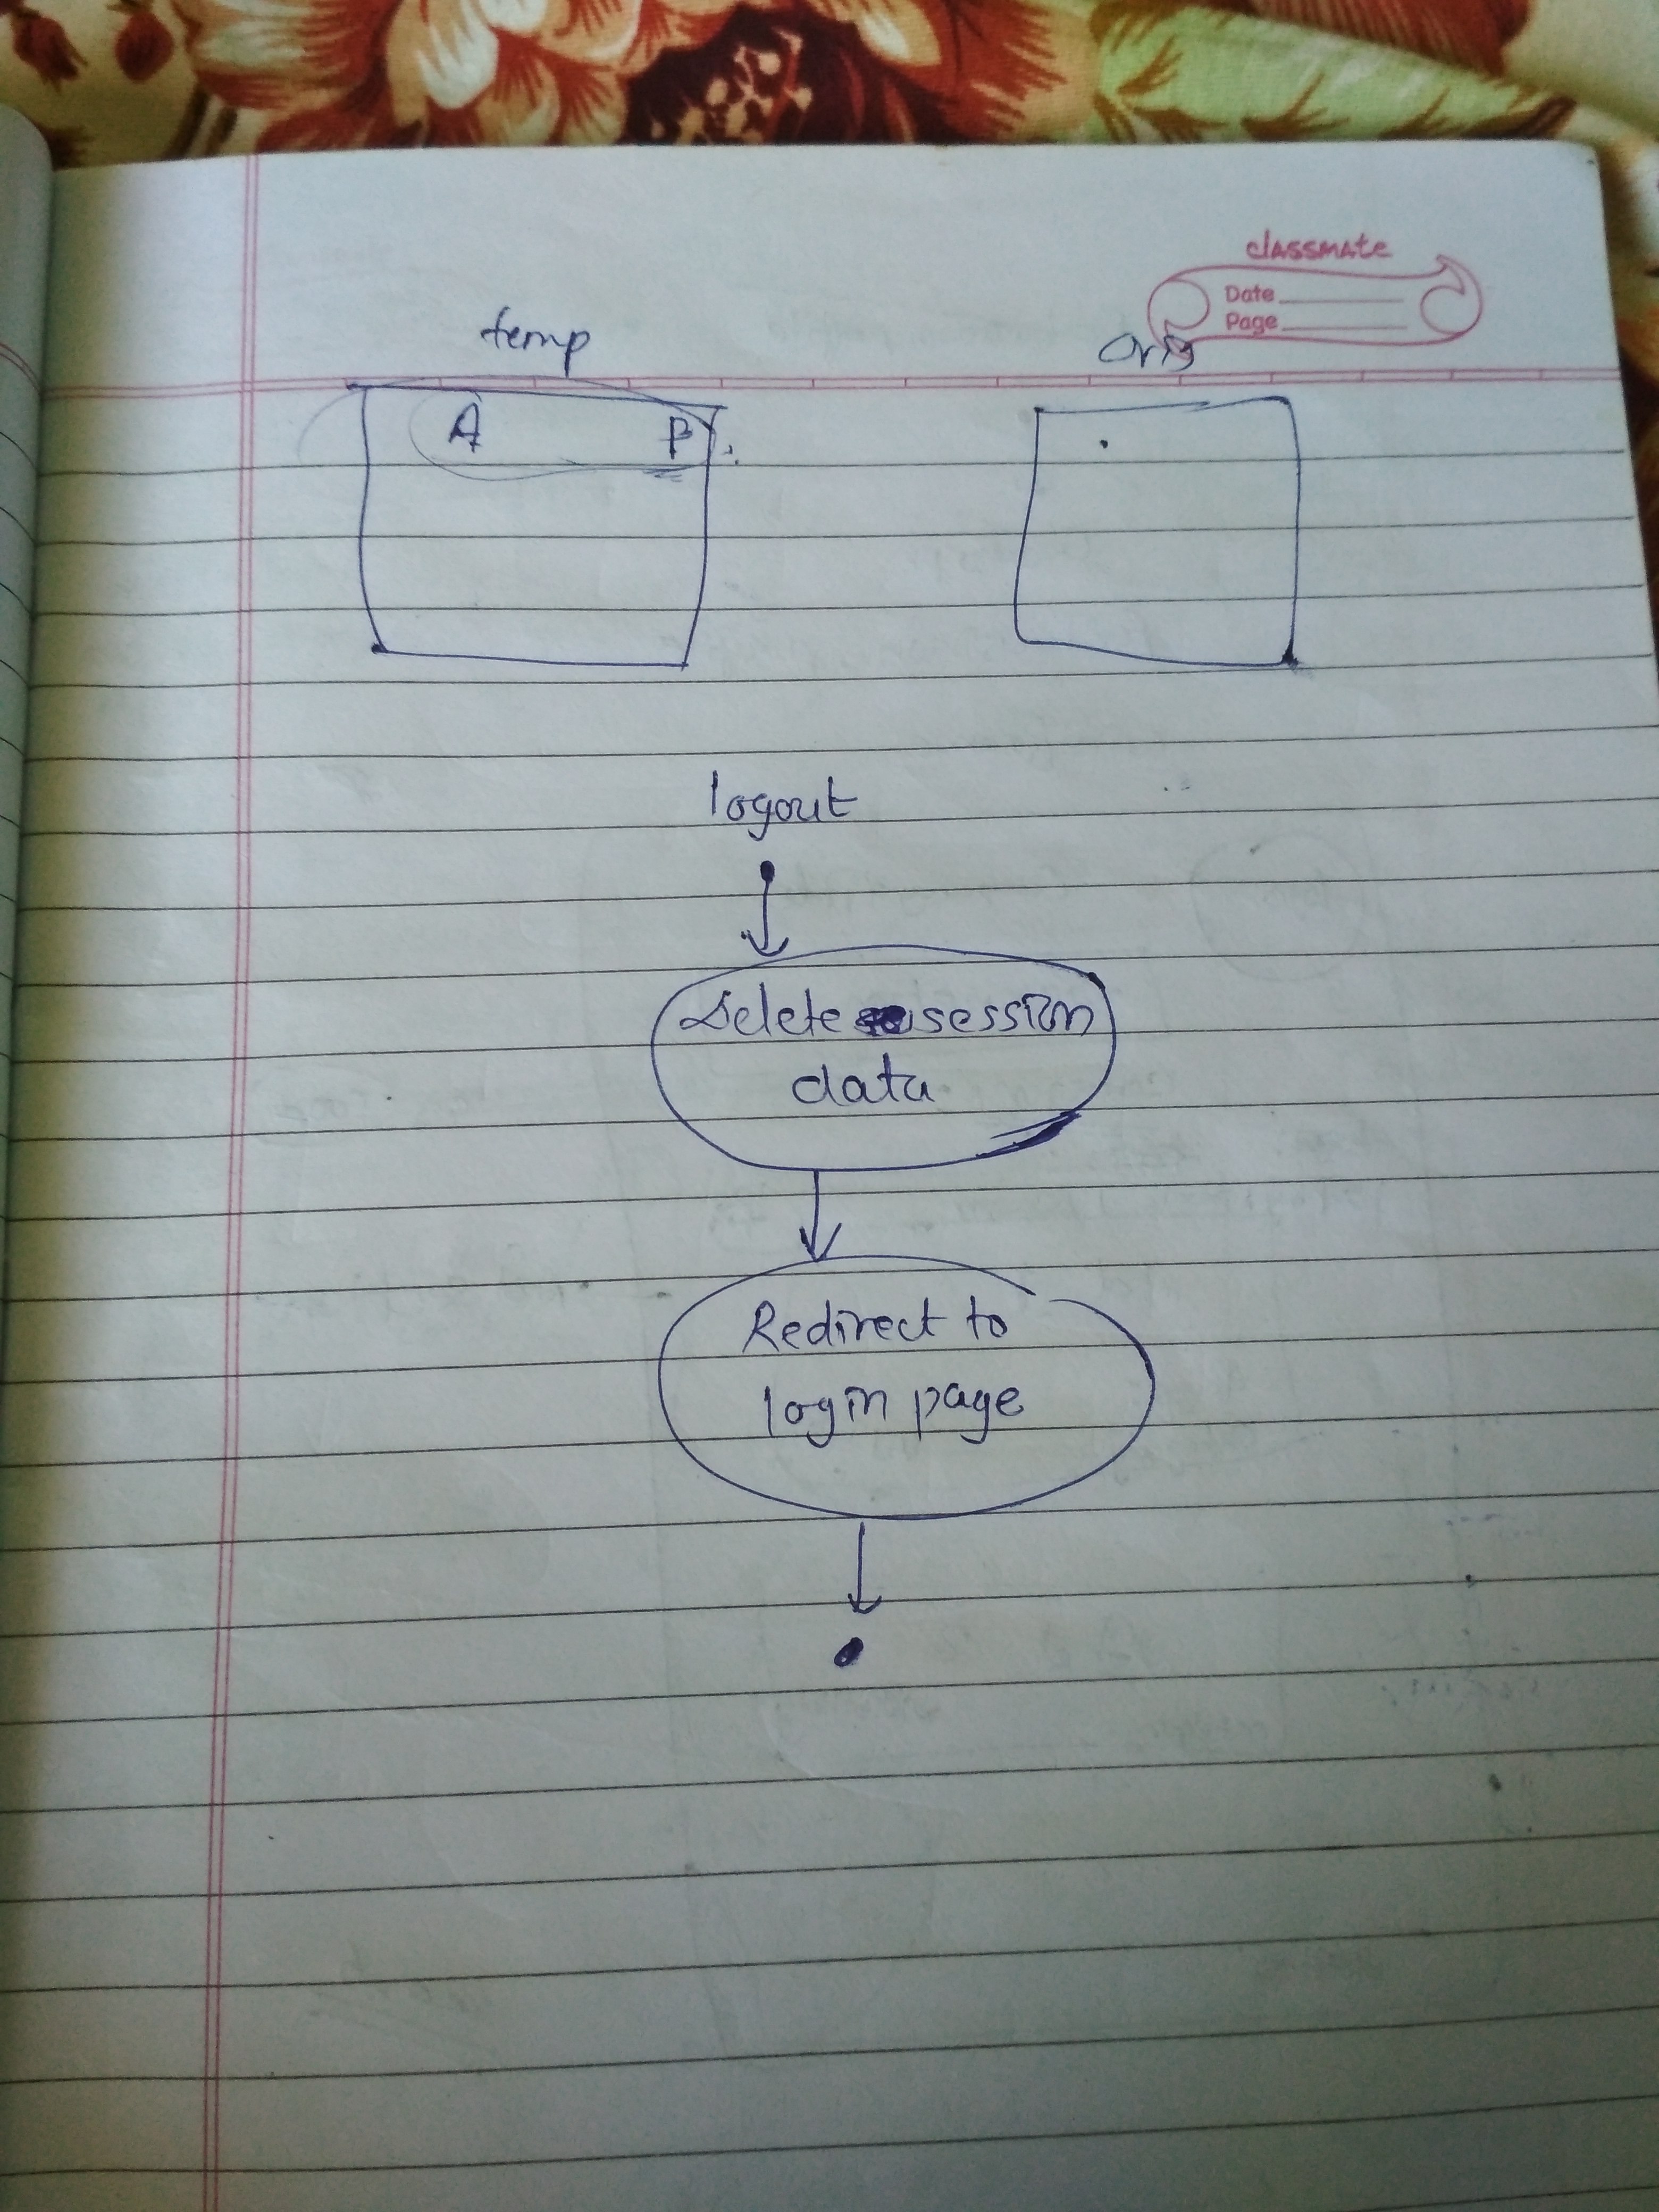 classmate
Date
Page
temp
Orig
A P
logout
Delete session
data
Redirect to
login page